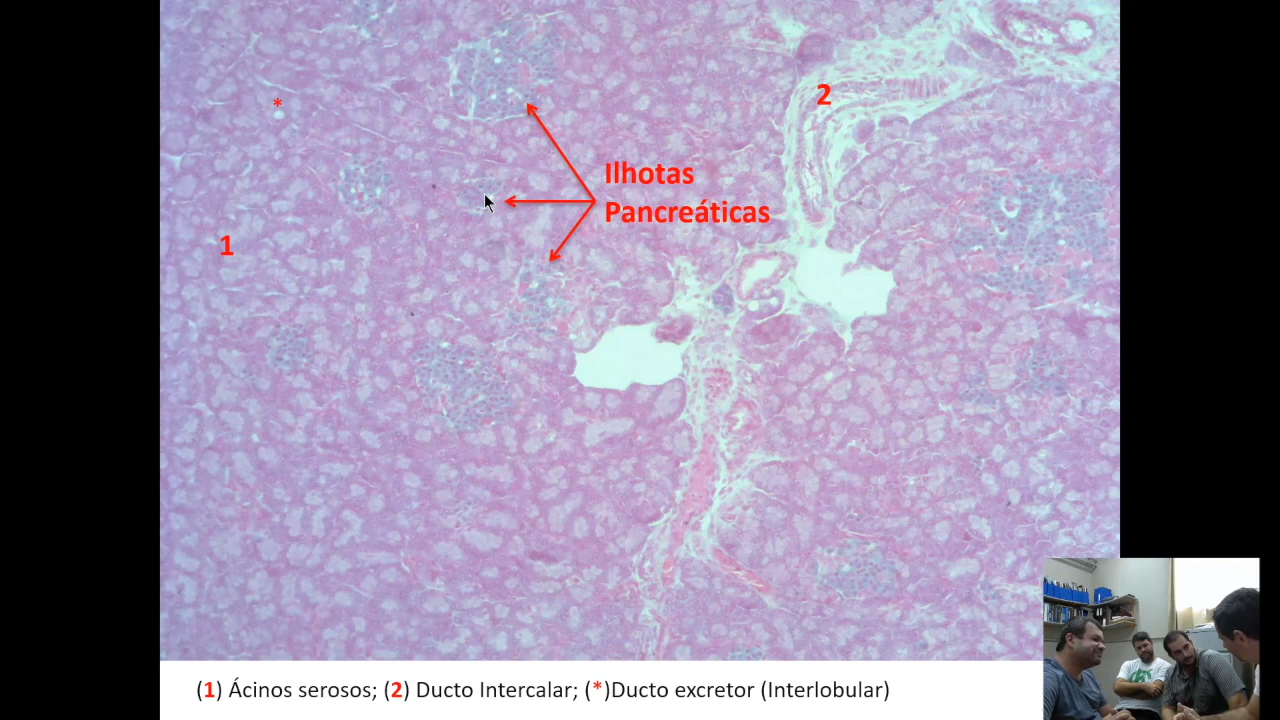 *
2
Ilhotas
Pancreáticas
1
(1) Ácinos serosos; (2) Ducto Intercalar; (*)Ducto excretor (Interlobular)